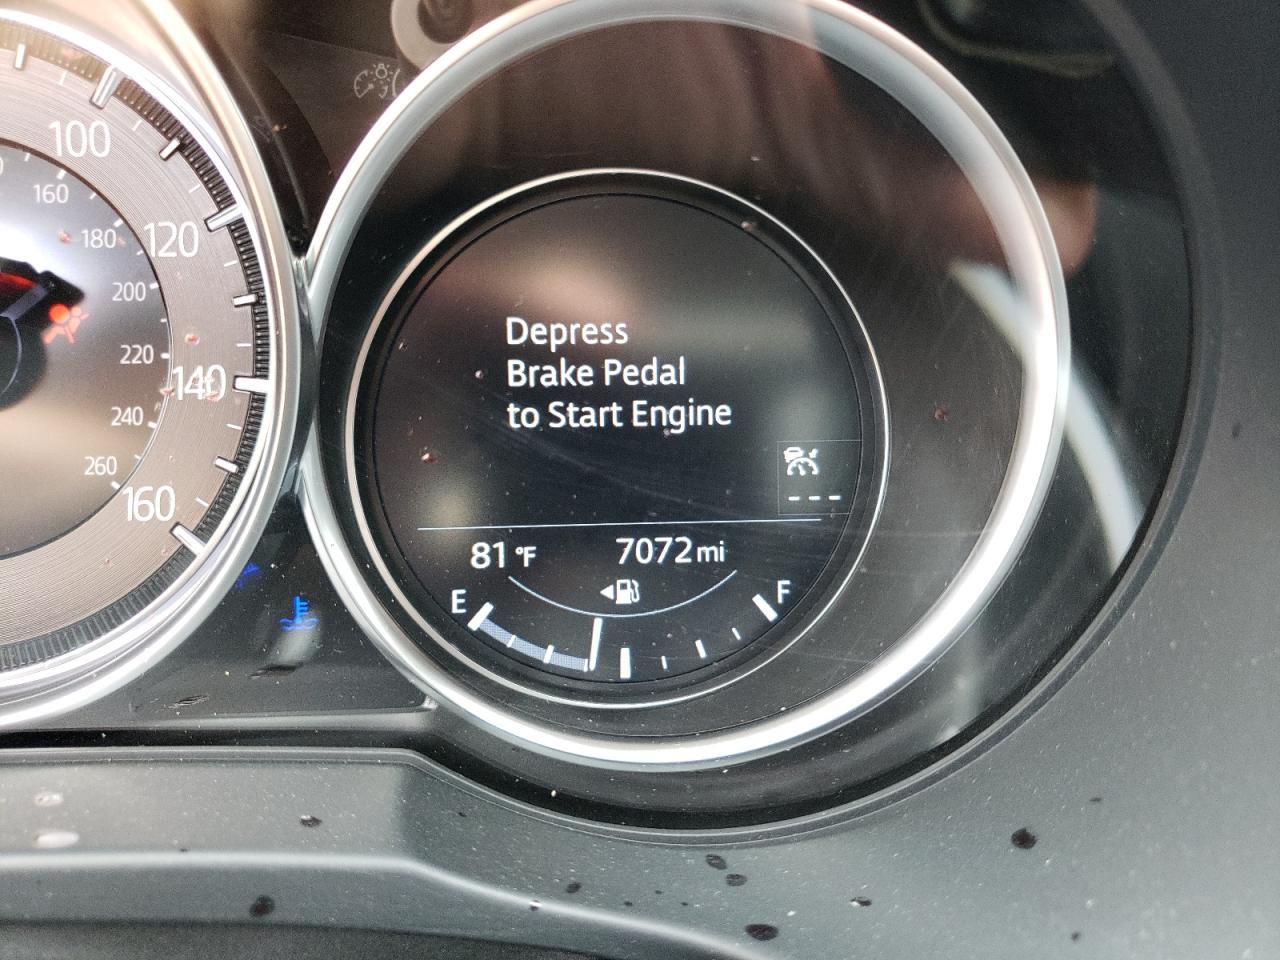 100
160
180
120
200
220
140
240
260
160
Depress
Brake Pedal
to Start Engine
- - -
81 °F 7072 mi
E F